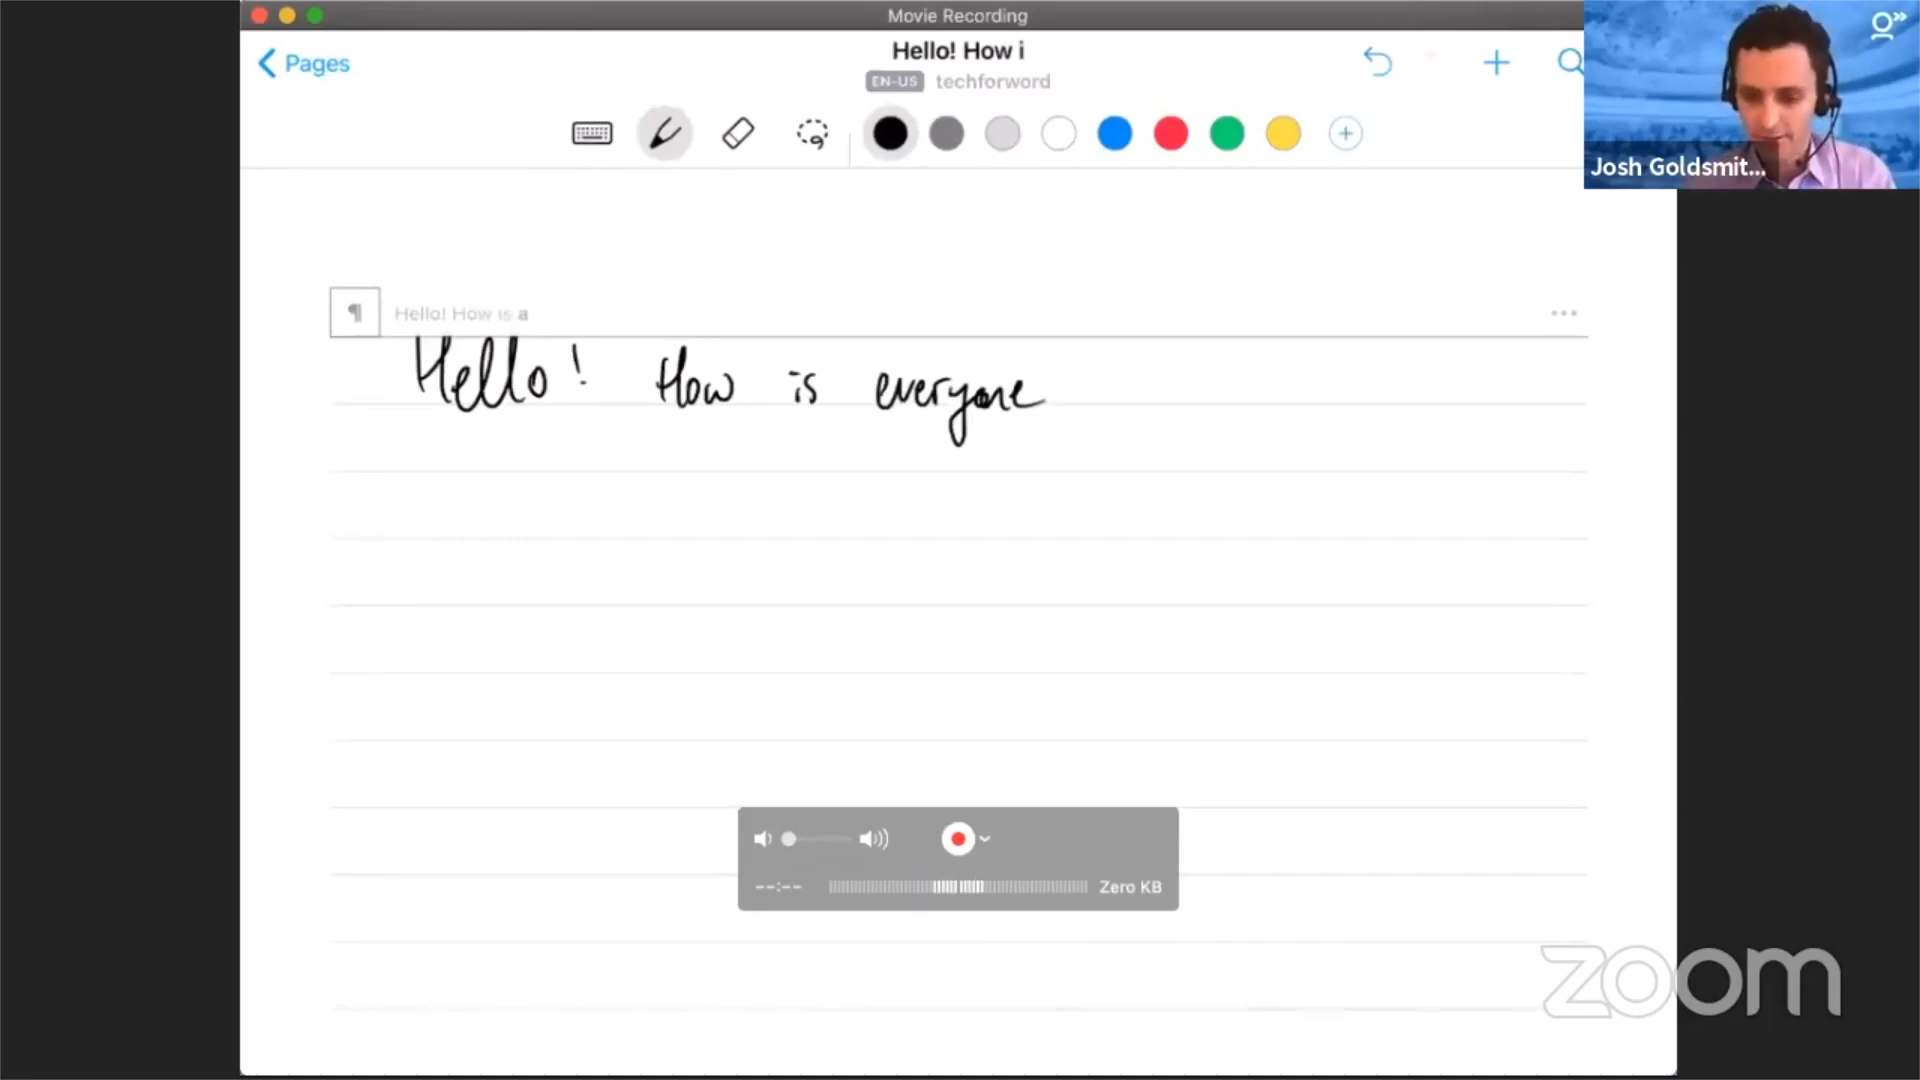 Movie Recording
Pages
Hello! How i
EN-US techforword
Josh Goldsmit...
¶ Hello! How is a
Hello! How is everyone
--:-- Zero KB
zoom